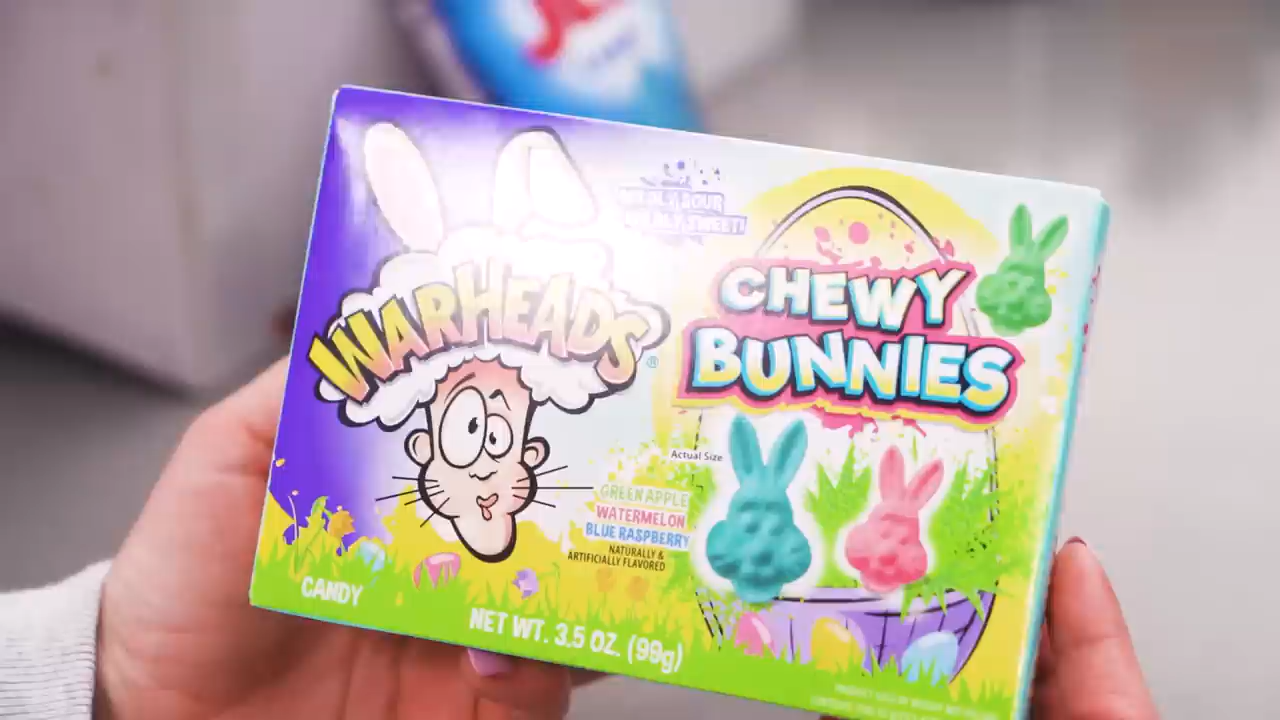 WARHEADS®
CHEWY
BUNNIES
Actual Size
GREEN APPLE
WATERMELON
BLUE RASPBERRY
NATURALLY &
ARTIFICIALLY FLAVORED
CANDY
NET WT. 3.5 OZ. (99g)